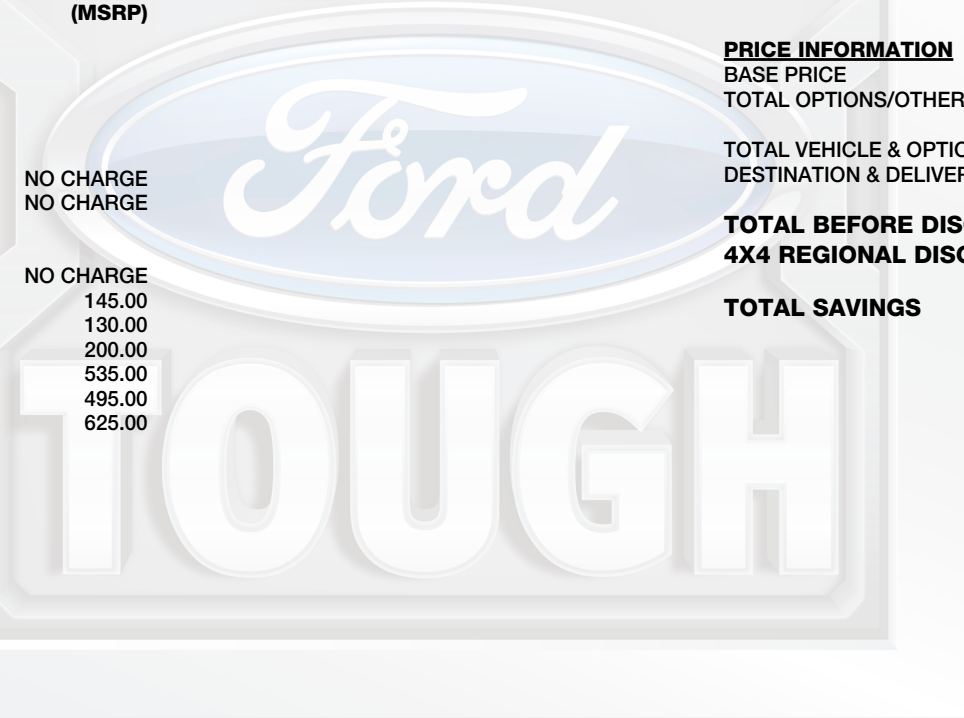 (MSRP)
NO CHARGE
NO CHARGE
NO CHARGE
145.00
130.00
200.00
535.00
495.00
625.00
Ford
TOUGH
PRICE INFORMATION
BASE PRICE
TOTAL OPTIONS/OTHER
TOTAL VEHICLE & OPTIO
DESTINATION & DELIVER
TOTAL BEFORE DISC
4X4 REGIONAL DISC
TOTAL SAVINGS